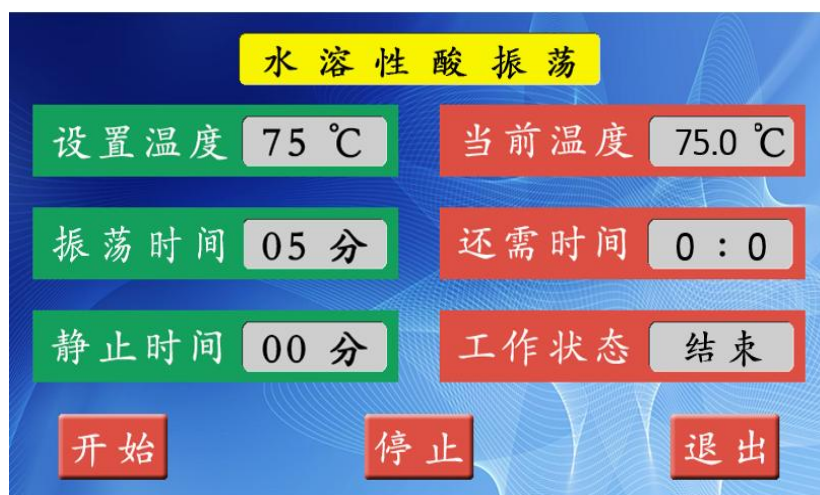 水溶性酸振荡
设置温度 75 ℃ 当前温度 75.0 ℃
振荡时间 05 分 还需时间 0 : 0
静止时间 00 分 工作状态 结束
开始 停止 退出